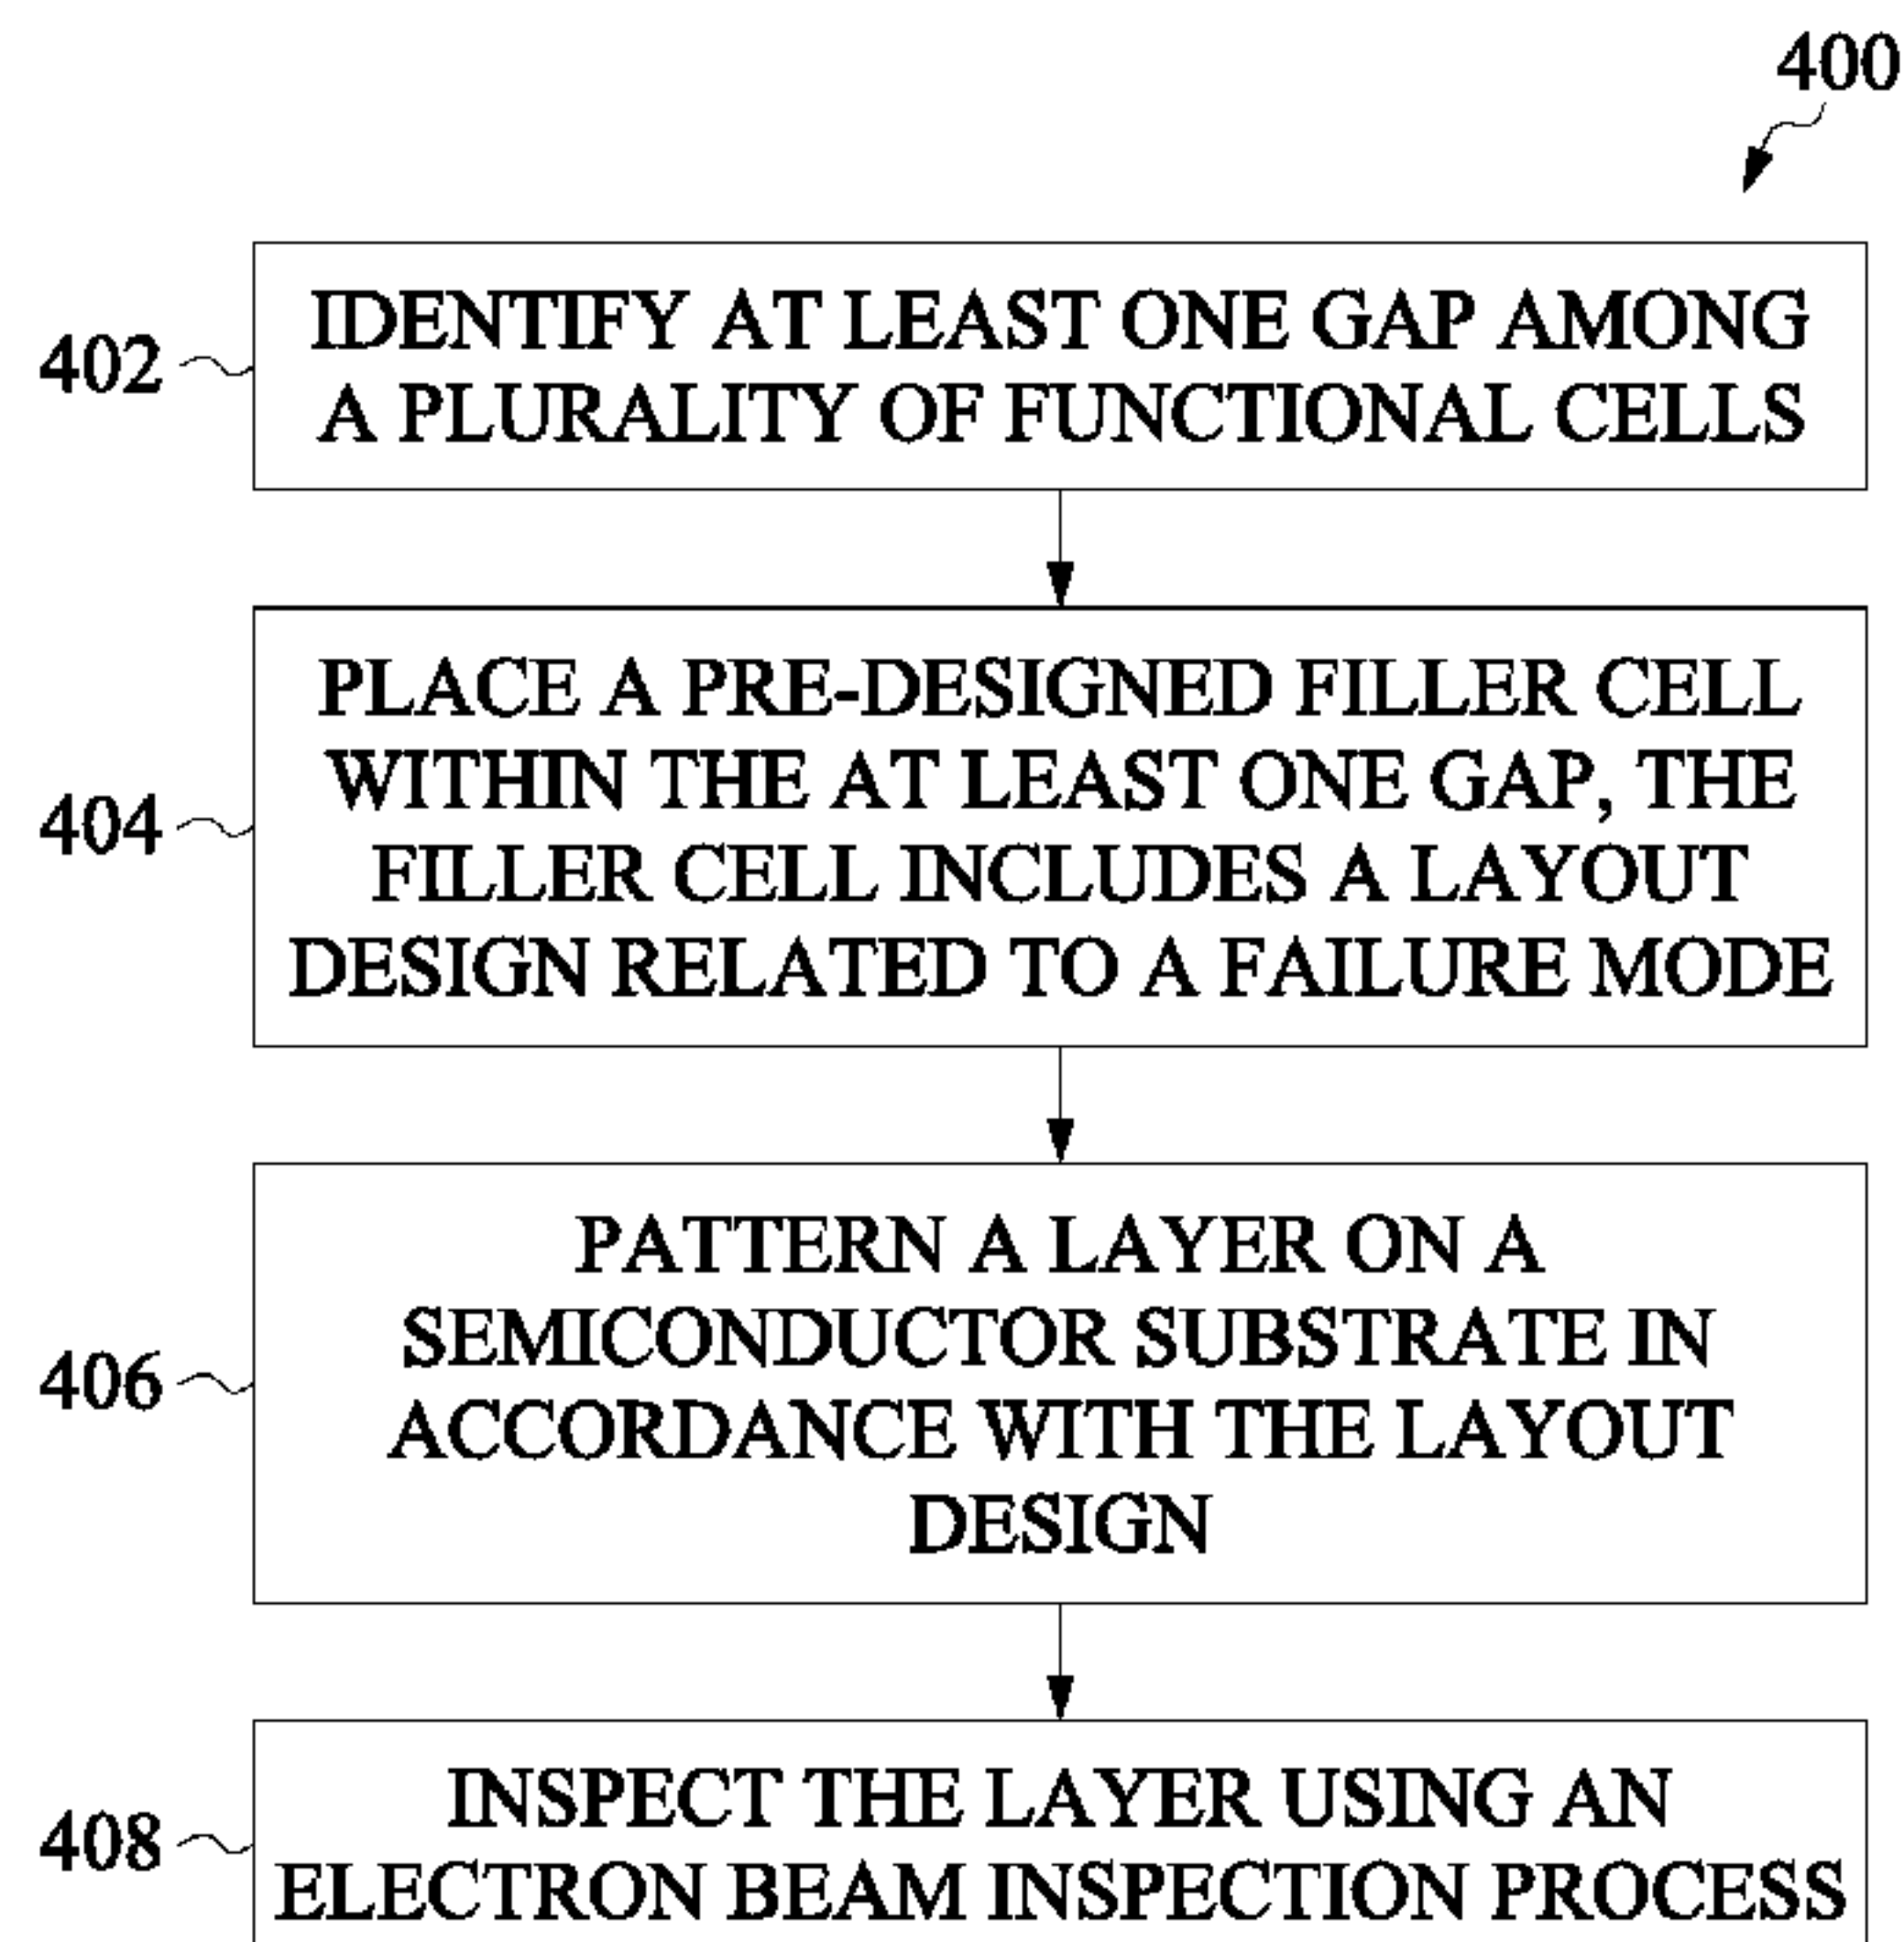 400
402
IDENTIFY AT LEAST ONE GAP AMONG
A PLURALITY OF FUNCTIONAL CELLS
404
PLACE A PRE-DESIGNED FILLER CELL
WITHIN THE AT LEAST ONE GAP, THE
FILLER CELL INCLUDES A LAYOUT
DESIGN RELATED TO A FAILURE MODE
406
PATTERN A LAYER ON A
SEMICONDUCTOR SUBSTRATE IN
ACCORDANCE WITH THE LAYOUT
DESIGN
408
INSPECT THE LAYER USING AN
ELECTRON BEAM INSPECTION PROCESS